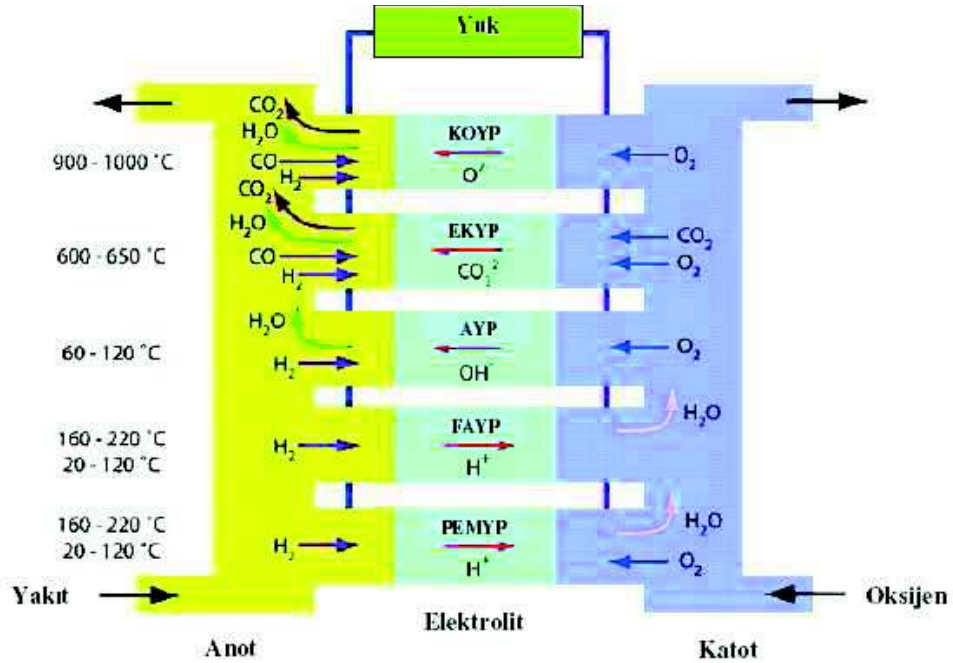 Yuk
CO₂
H₂O
KOYP
900 - 1000 ˚C
CO
O₂
H₂
O⁄
CO₂
H₂O
EKYP
CO₂
600 - 650 ˚C
CO
O₂
H₂
CO₃²
H₂O
AYP
60 - 120 ˚C
H₂
O₂
OH⁻
H₂O
FAYP
160 - 220 ˚C
H₂
20 - 120 ˚C
H⁺
160 - 220 ˚C
PEMYP
H₂O
20 - 120 ˚C
H₂
O₂
H⁺
Yakıt
Oksijen
Elektrolit
Anot
Katot